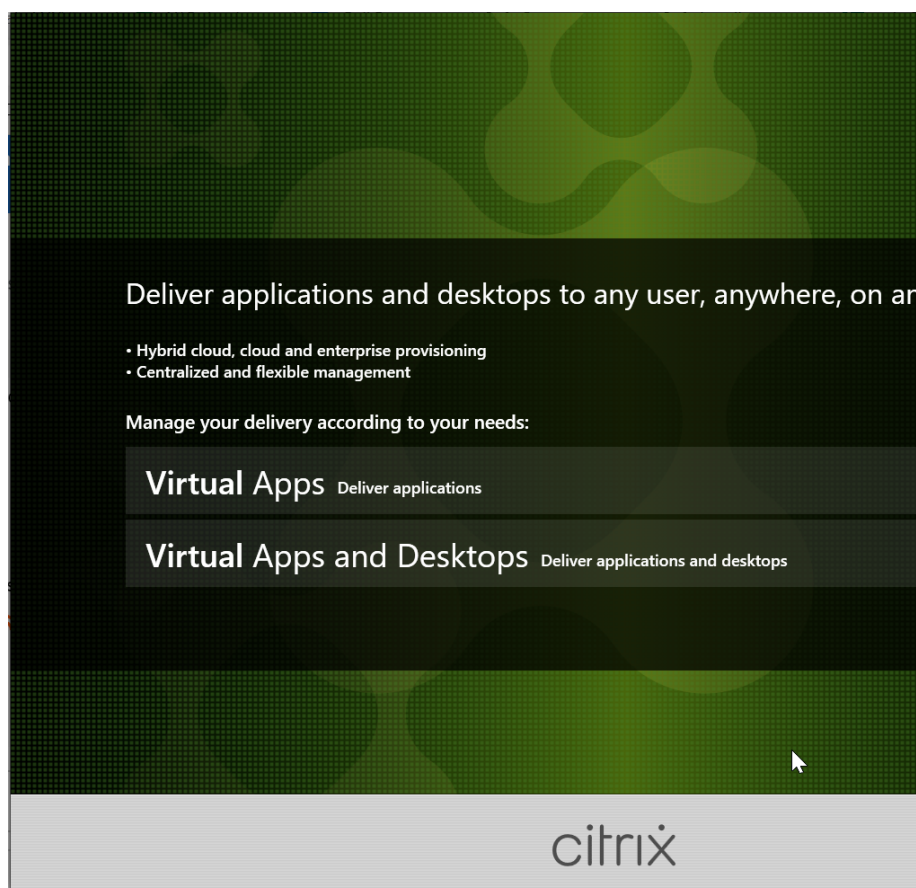 Deliver applications and desktops to any user, anywhere, on an
• Hybrid cloud, cloud and enterprise provisioning
• Centralized and flexible management
Manage your delivery according to your needs:
Virtual Apps Deliver applications
Virtual Apps and Desktops Deliver applications and desktops
citrix